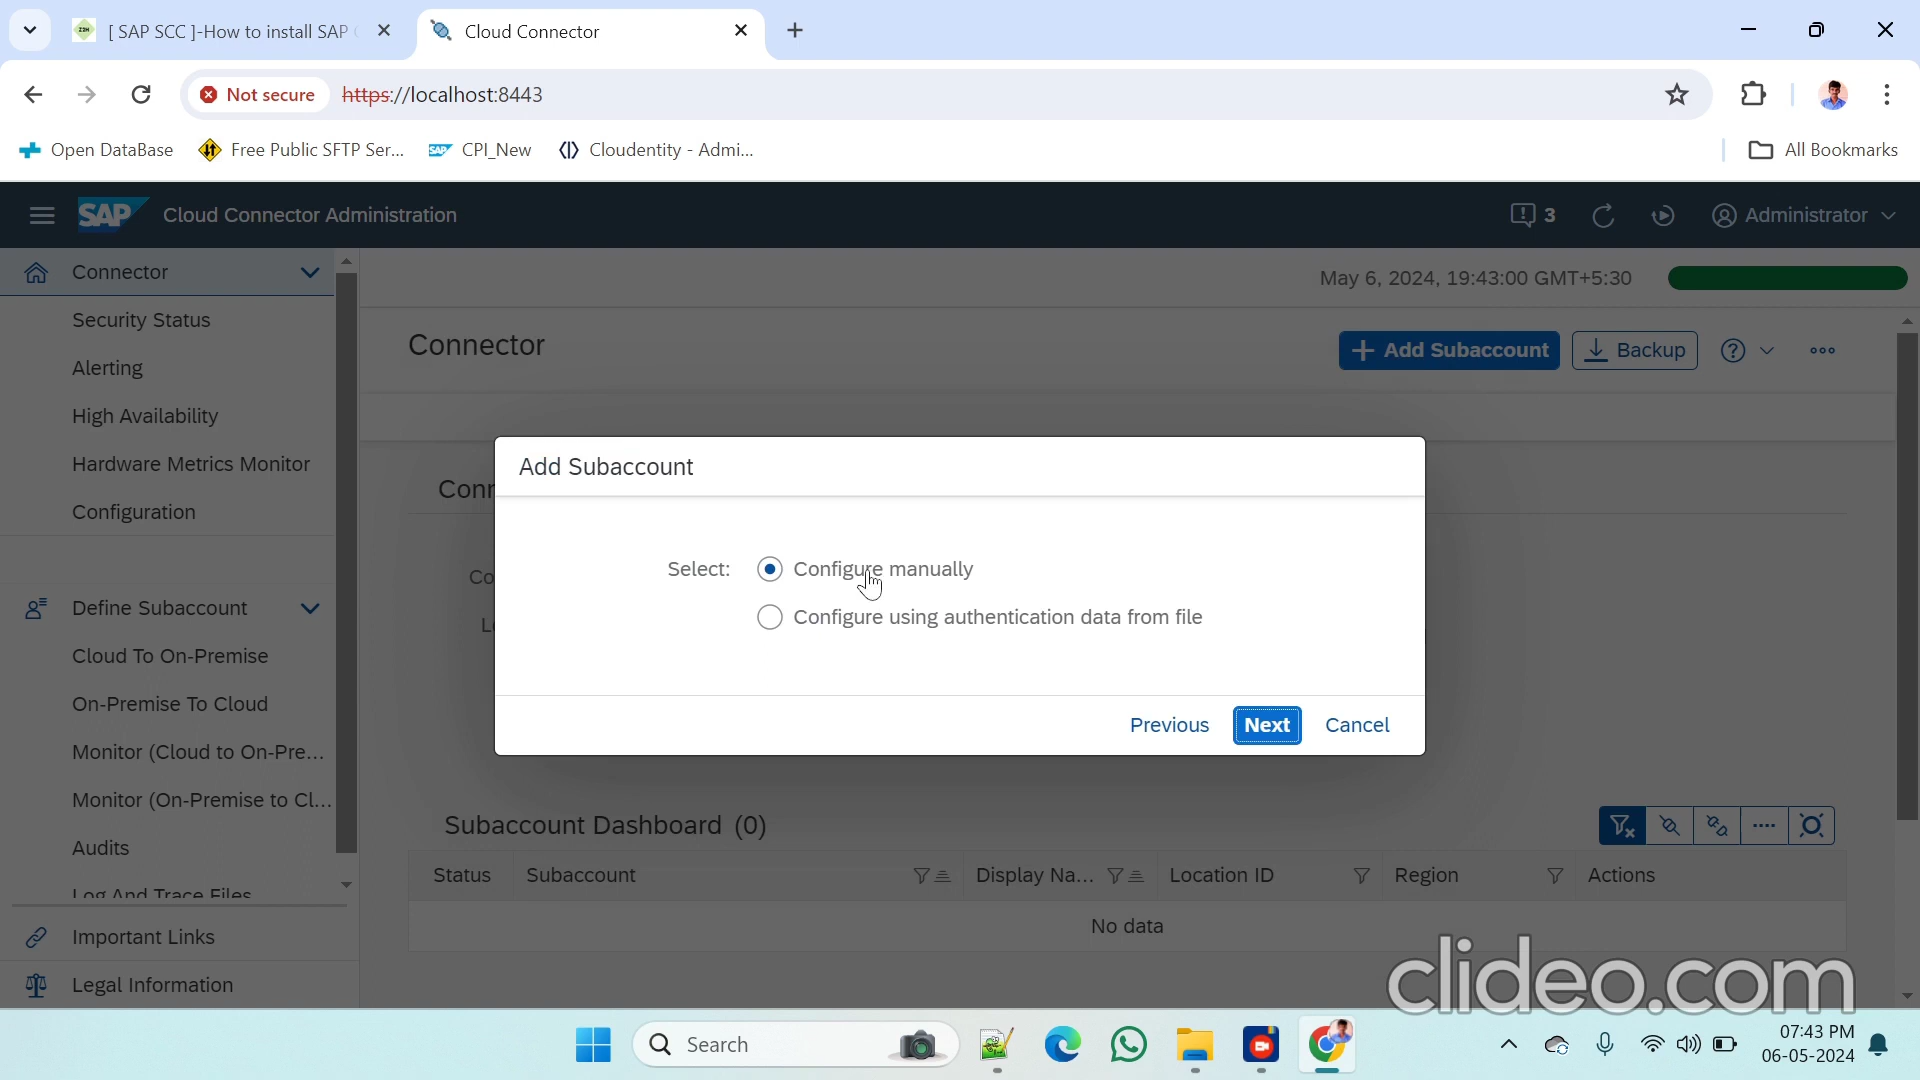 [ SAP SCC ]-How to install SAP
Cloud Connector
Not secure
https://localhost:8443
Open DataBase
Free Public SFTP Ser...
SAP
CPI_New
Cloudentity - Admi...
All Bookmarks
SAP
Cloud Connector Administration
3
Administrator
Connector
May 6, 2024, 19:43:00 GMT+5:30
Security Status
Connector
Add Subaccount
Backup
Alerting
High Availability
Hardware Metrics Monitor
Configuration
Conn
Co
Add Subaccount
Select:
Configure manually
Configure using authentication data from file
Previous
Next
Cancel
Define Subaccount
Cloud To On-Premise
On-Premise To Cloud
Monitor (Cloud to On-Pre...
Monitor (On-Premise to Cl...
Audits
Log And Trace Files
Important Links
Legal Information
Subaccount Dashboard (0)
Status
Subaccount
Display Na...
Location ID
Region
Actions
No data
clideo.com
Search
07:43 PM
06-05-2024